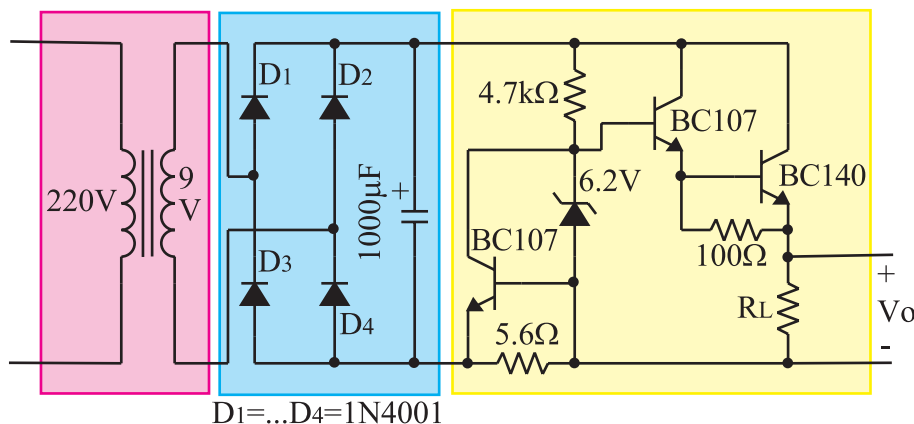 220V
9
V
D1
D2
D3
D4
1000μF
+
4.7kΩ
6.2V
BC107
5.6Ω
BC107
BC140
100Ω
RL
+
Vo
-
D1=...D4=1N4001